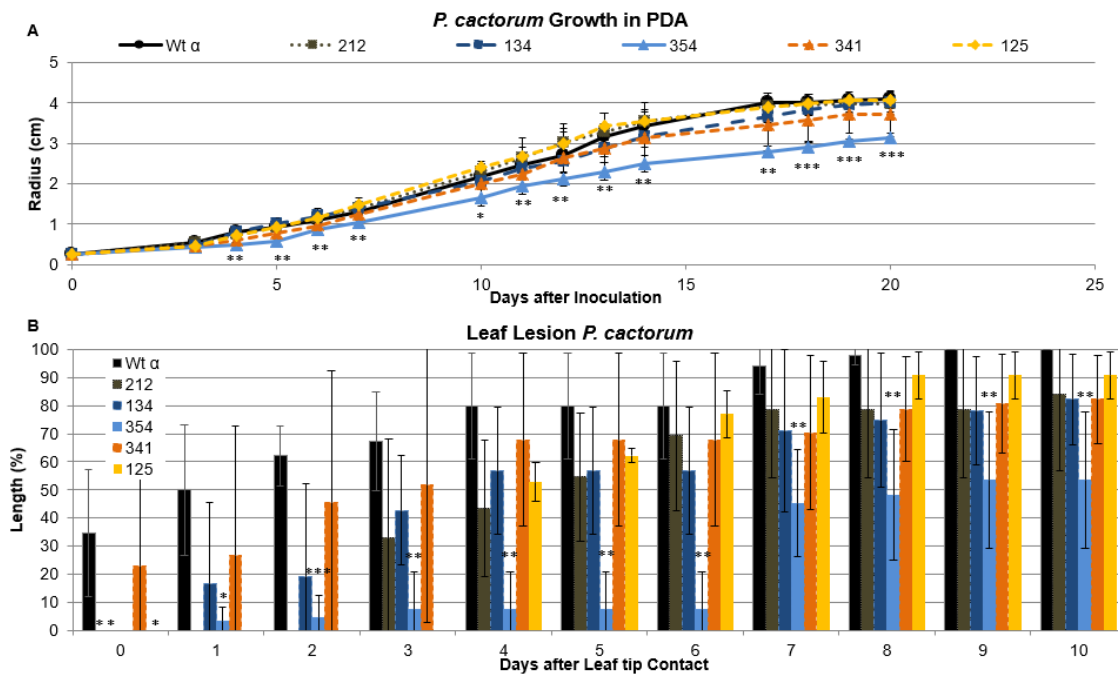 P. cactorum Growth in PDA
A
Wt α 212 134 354 341 125
Radius (cm)
5
4
3
2
1
0
** ** ** ** * ** ** ** ** ** *** *** ***
0 5 10 15 20 25
Days after Inoculation
B
Leaf Lesion P. cactorum
Length (%)
100
90
80
70
60
50
40
30
20
10
0
Wt α
212
134
354
341
125
** * * *** ** ** ** ** ** ** ** **
0 1 2 3 4 5 6 7 8 9 10
Days after Leaf tip Contact